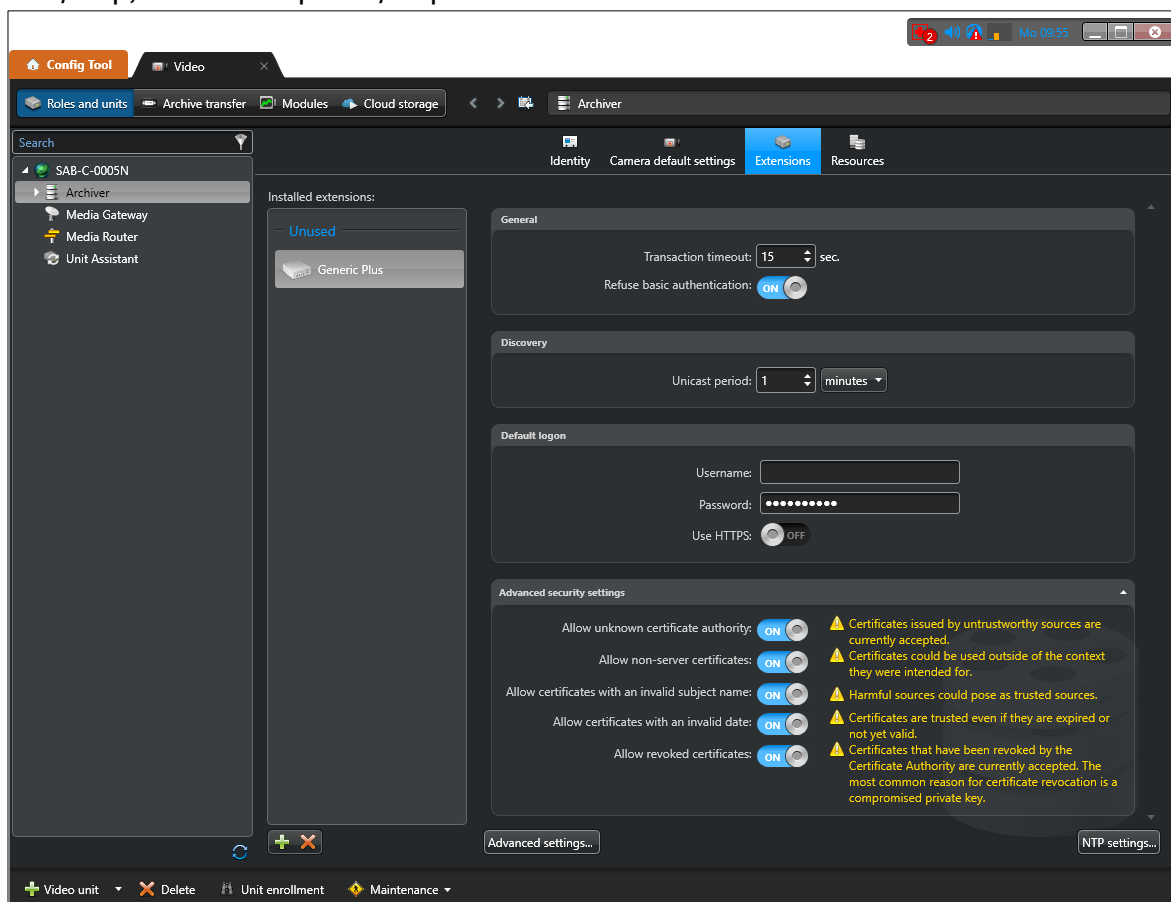 2
Mo 09:55
Config Tool
Video
Roles and units
Archive transfer
Modules
Cloud storage
Archiver
Search
SAB-C-0005N
Archiver
Media Gateway
Media Router
Unit Assistant
Identity
Camera default settings
Extensions
Resources
Installed extensions:
Unused
Generic Plus
General
Transaction timeout: 15 sec.
Refuse basic authentication: ON
Discovery
Unicast period: 1 minutes
Default logon
Username:
Password: ••••••••••
Use HTTPS: OFF
Advanced security settings
Allow unknown certificate authority: ON
Certificates issued by untrustworthy sources are
currently accepted.
Allow non-server certificates: ON
Certificates could be used outside of the context
they were intended for.
Allow certificates with an invalid subject name: ON
Harmful sources could pose as trusted sources.
Allow certificates with an invalid date: ON
Certificates are trusted even if they are expired or
not yet valid.
Allow revoked certificates: ON
Certificates that have been revoked by the
Certificate Authority are currently accepted. The
most common reason for certificate revocation is a
compromised private key.
Advanced settings...
NTP settings...
Video unit
Delete
Unit enrollment
Maintenance